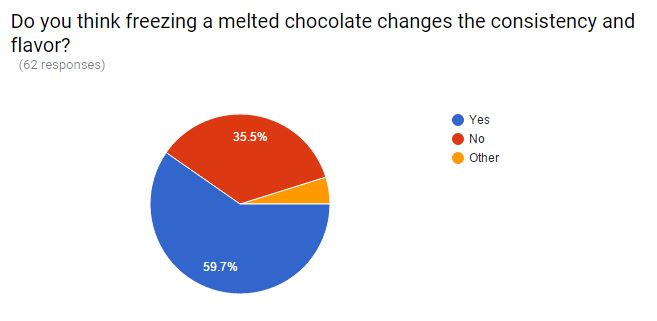 Do you think freezing a melted chocolate changes the consistency and
flavor?
(62 responses)
35.5%
59.7%
Yes
No
Other